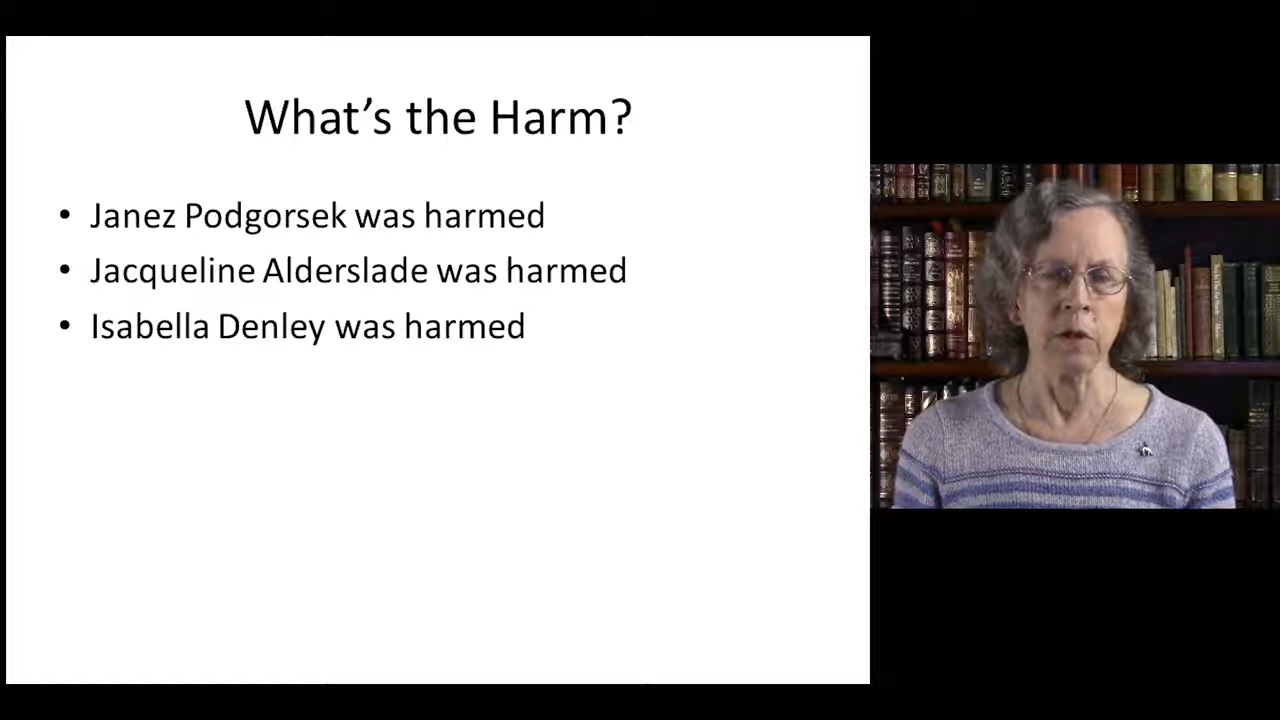 What’s the Harm?
• Janez Podgorsek was harmed
• Jacqueline Alderslade was harmed
• Isabella Denley was harmed